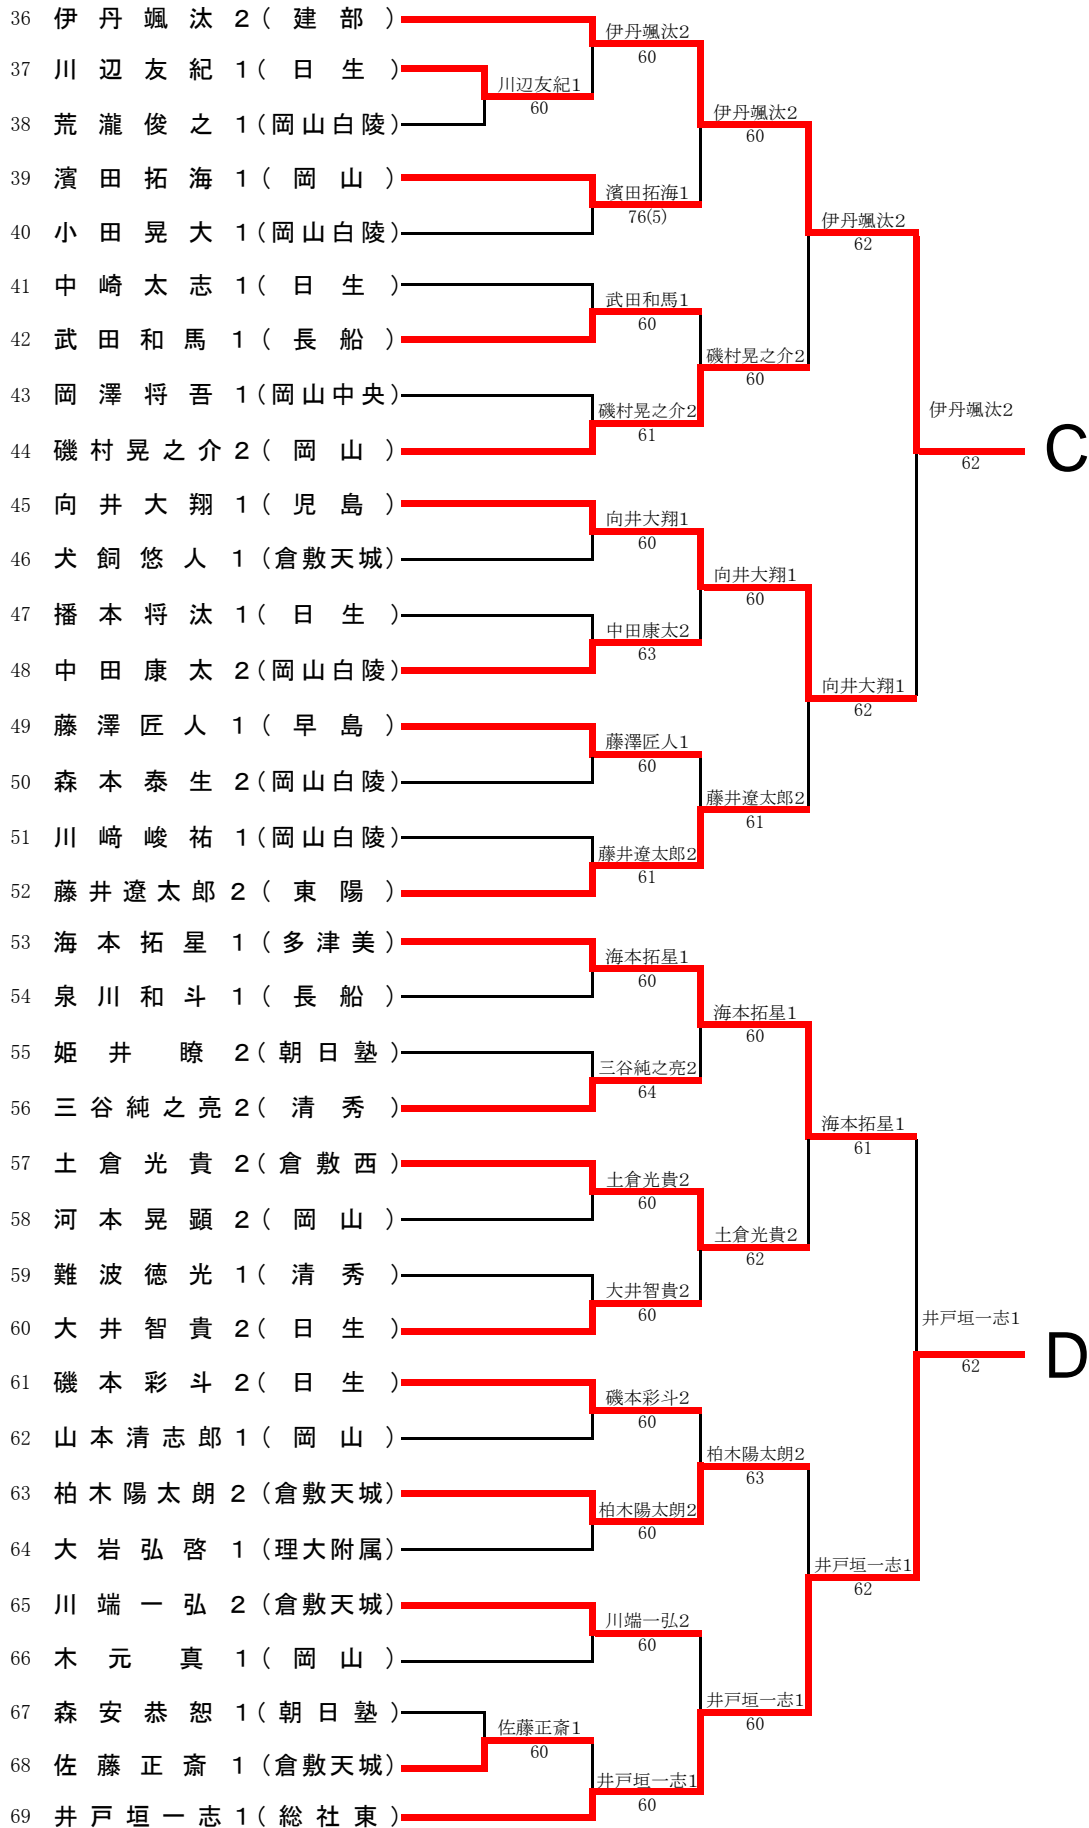 36 伊丹颯汰 2 ( 建部 )
37 川辺友紀 1 ( 日生 )
38 荒瀧俊之 1 (岡山白陵)
39 濱田拓海 1 ( 岡山 )
40 小田晃大 1 (岡山白陵)
41 中崎太志 1 ( 日生 )
42 武田和馬 1 ( 長船 )
43 岡澤将吾 1 (岡山中央)
44 磯村晃之介 2 ( 岡山 )
45 向井大翔 1 ( 児島 )
46 犬飼悠人 1 (倉敷天城)
47 播本将汰 1 ( 日生 )
48 中田康太 2 (岡山白陵)
49 藤澤匠人 1 ( 早島 )
50 森本泰生 2 (岡山白陵)
51 川﨑峻祐 1 (岡山白陵)
52 藤井遼太郎 2 ( 東陽 )
53 海本拓星 1 (多津美)
54 泉川和斗 1 ( 長船 )
55 姫井瞭 2 (朝日塾)
56 三谷純之亮 2 ( 清秀 )
57 土倉光貴 2 (倉敷西)
58 河本晃顕 2 ( 岡山 )
59 難波徳光 1 ( 清秀 )
60 大井智貴 2 ( 日生 )
61 磯本彩斗 2 ( 日生 )
62 山本清志郎 1 ( 岡山 )
63 柏木陽太朗 2 (倉敷天城)
64 大岩弘啓 1 (理大附属)
65 川端一弘 2 (倉敷天城)
66 木元真 1 ( 岡山 )
67 森安恭恕 1 (朝日塾)
68 佐藤正斎 1 (倉敷天城)
69 井戸垣一志 1 (総社東)
川辺友紀1
60
佐藤正斎1
60
伊丹颯汰2
60
濱田拓海1
76(5)
武田和馬1
60
磯村晃之介2
61
向井大翔1
60
中田康太2
63
藤澤匠人1
60
藤井遼太郎2
61
海本拓星1
60
三谷純之亮2
64
土倉光貴2
60
大井智貴2
60
磯本彩斗2
60
柏木陽太朗2
60
川端一弘2
60
井戸垣一志1
60
伊丹颯汰2
60
磯村晃之介2
60
向井大翔1
60
藤井遼太郎2
61
海本拓星1
60
土倉光貴2
62
柏木陽太朗2
63
井戸垣一志1
60
伊丹颯汰2
62
向井大翔1
62
海本拓星1
61
井戸垣一志1
62
伊丹颯汰2
62
C
井戸垣一志1
62
D